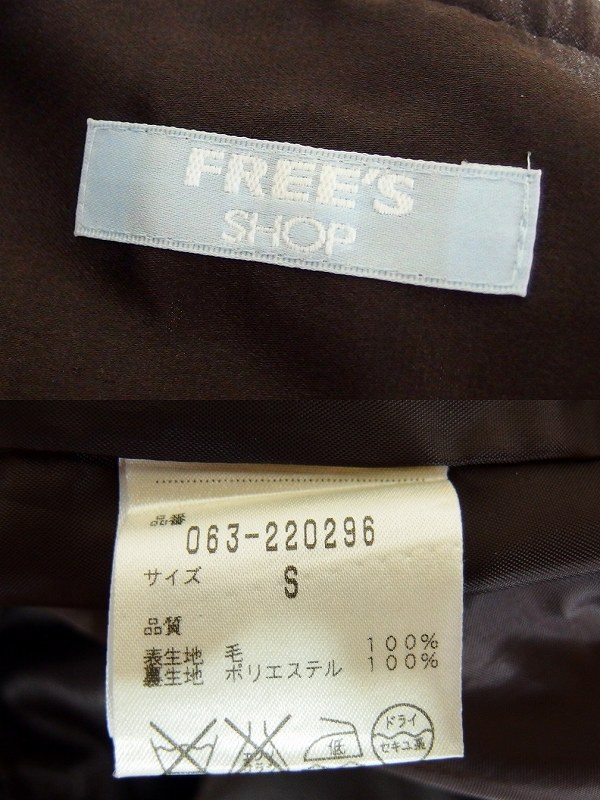 FREE'S
SHOP
品番
063-220296
サイズ S
品質
表生地 毛 100%
裏生地 ポリエステル 100%
低
ドライ
セキユ系